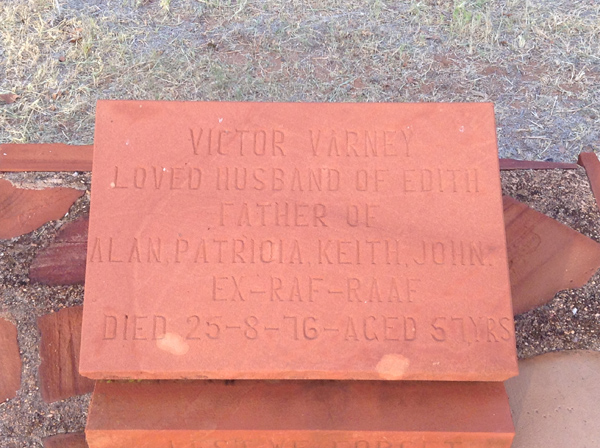 VICTOR VARNEY
LOVED HUSBAND OF EDITH
FATHER OF
ALAN, PATRICIA, KEITH, JOHN.
EX-RAF-RAAF
DIED 25-8-76-AGED 57YRS